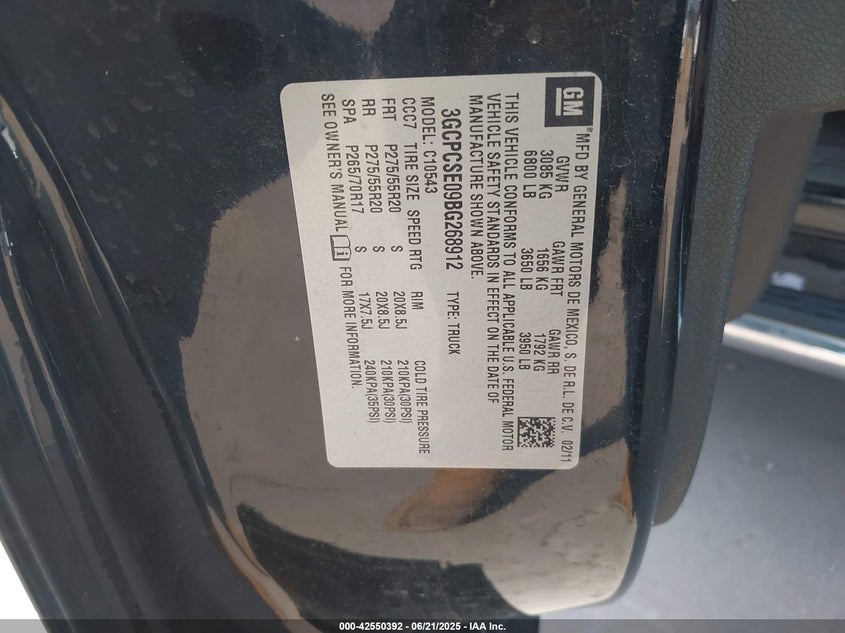 GM
®MFD BY GENERAL MOTORS DE MEXICO, S. DE R.L. DE C.V. 02/11
GVWR GAWR FRT GAWR RR
3085 KG 1656 KG 1792 KG
6800 LB 3650 LB 3950 LB
THIS VEHICLE CONFORMS TO ALL APPLICABLE U.S. FEDERAL MOTOR
VEHICLE SAFETY STANDARDS IN EFFECT ON THE DATE OF
MANUFACTURE SHOWN ABOVE.
3GCPCSE09BG268912 TYPE: TRUCK
MODEL: C10543
CCC7 TIRE SIZE SPEED RTG RIM COLD TIRE PRESSURE
FRT P275/55R20 S 20X8.5J 210KPA(30PSI)
RR P275/55R20 S 20X8.5J 210KPA(30PSI)
SPA P265/70R17 S 17X7.5J 240KPA(35PSI)
SEE OWNER'S MANUAL i FOR MORE INFORMATION.
000-42550392 - 06/21/2025 - IAA Inc.